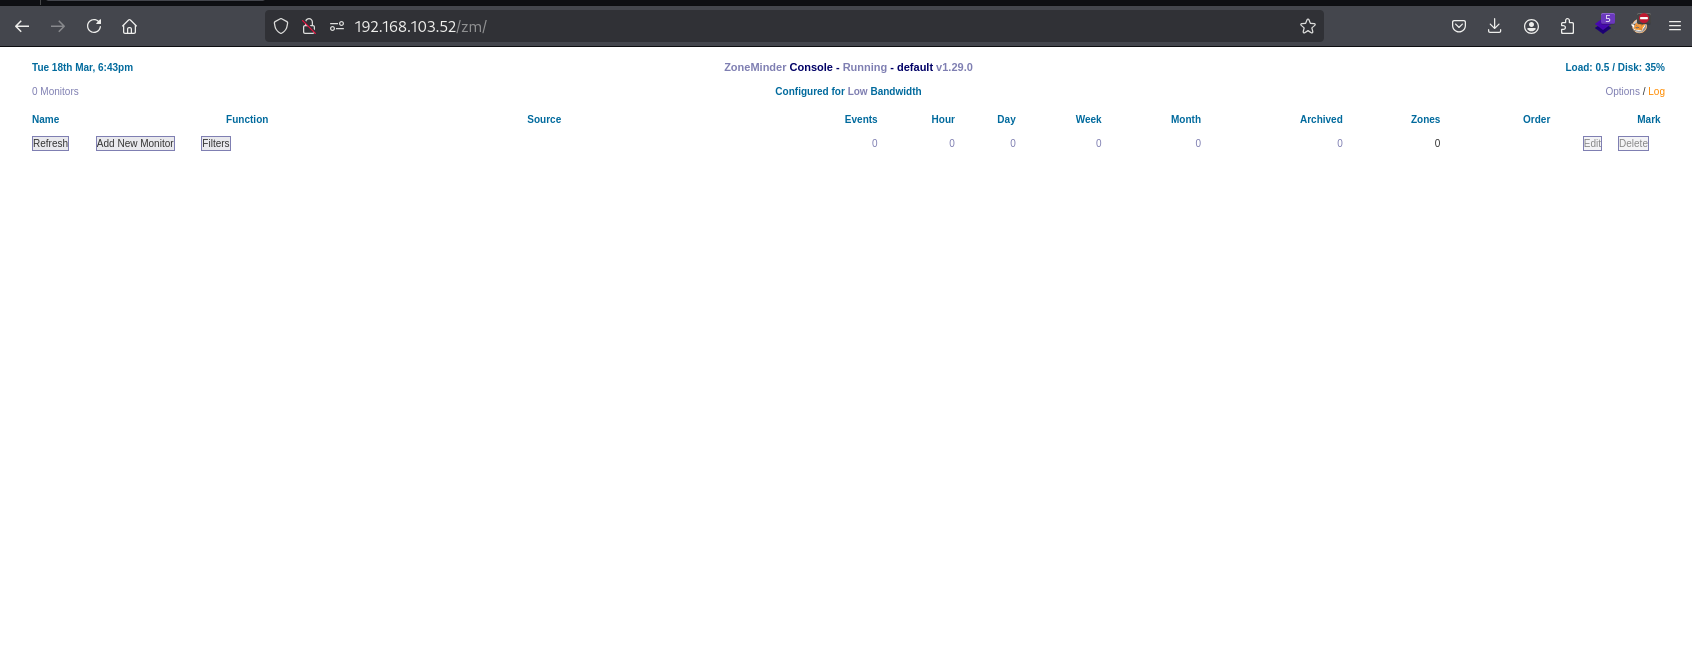 5
192.168.103.52/zm/
Tue 18th Mar, 6:43pm ZoneMinder Console - Running - default v1.29.0 Load: 0.5 / Disk: 35%
0 Monitors Configured for Low Bandwidth Options / Log
Name Function Source Events Hour Day Week Month Archived Zones Order Mark
Refresh Add New Monitor Filters 0 0 0 0 0 0 0 Edit Delete